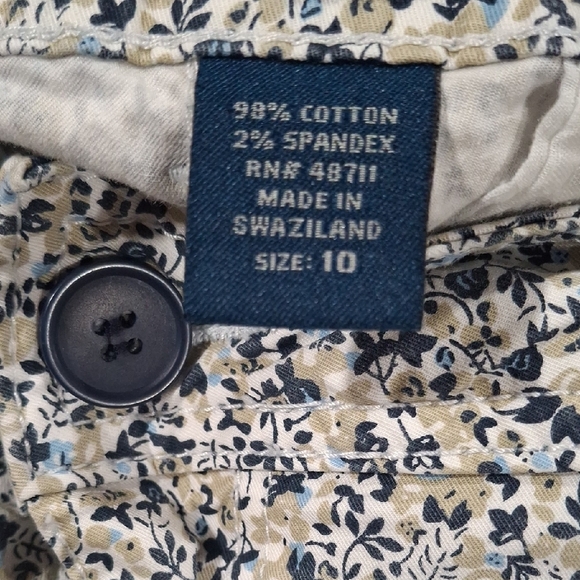 98% COTTON
2% SPANDEX
RN# 48711
MADE IN
SWAZILAND
SIZE: 10